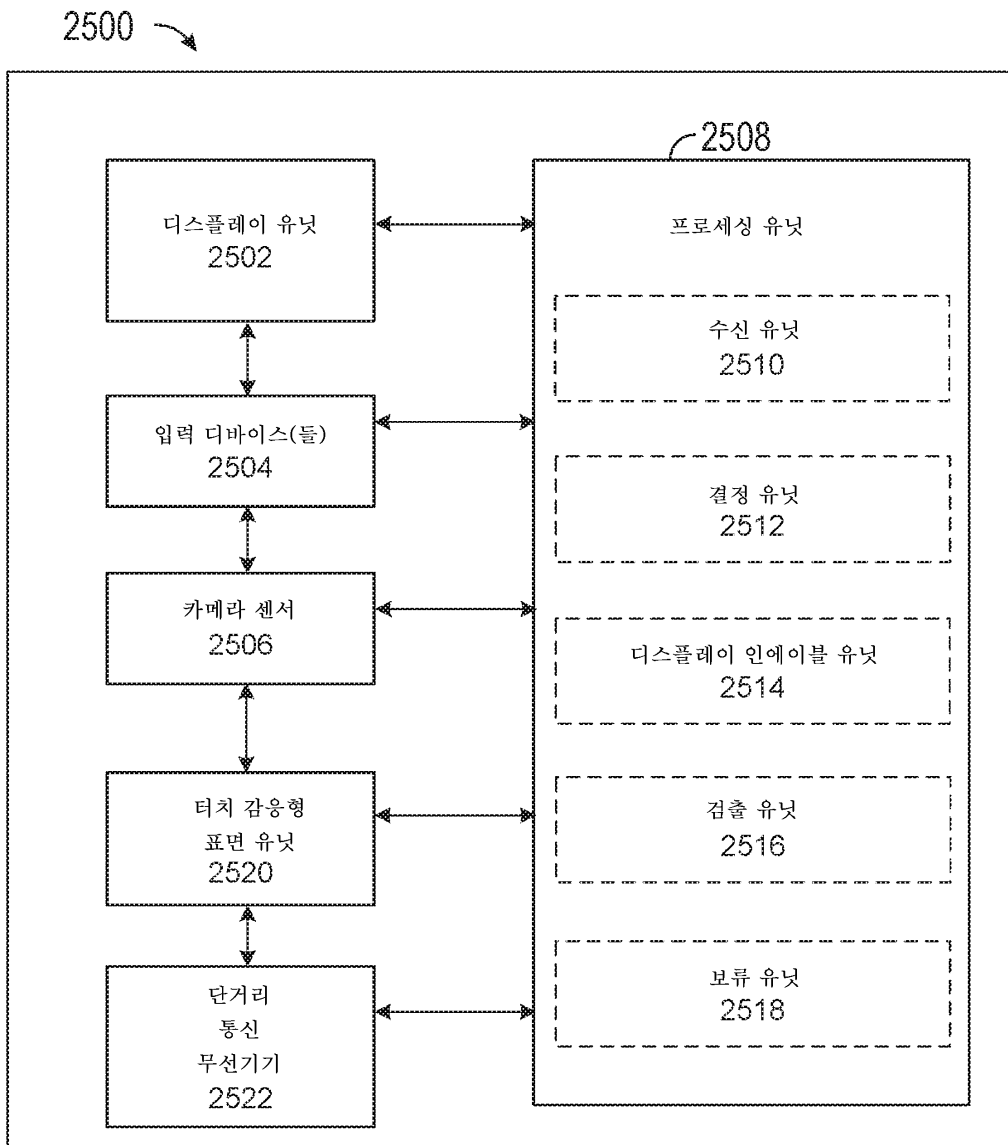 2500
2508
디스플레이 유닛
2502
입력 디바이스(들)
2504
카메라 센서
2506
터치 감응형
표면 유닛
2520
단거리
통신
무선기기
2522
프로세싱 유닛
수신 유닛
2510
결정 유닛
2512
디스플레이 인에이블 유닛
2514
검출 유닛
2516
보류 유닛
2518